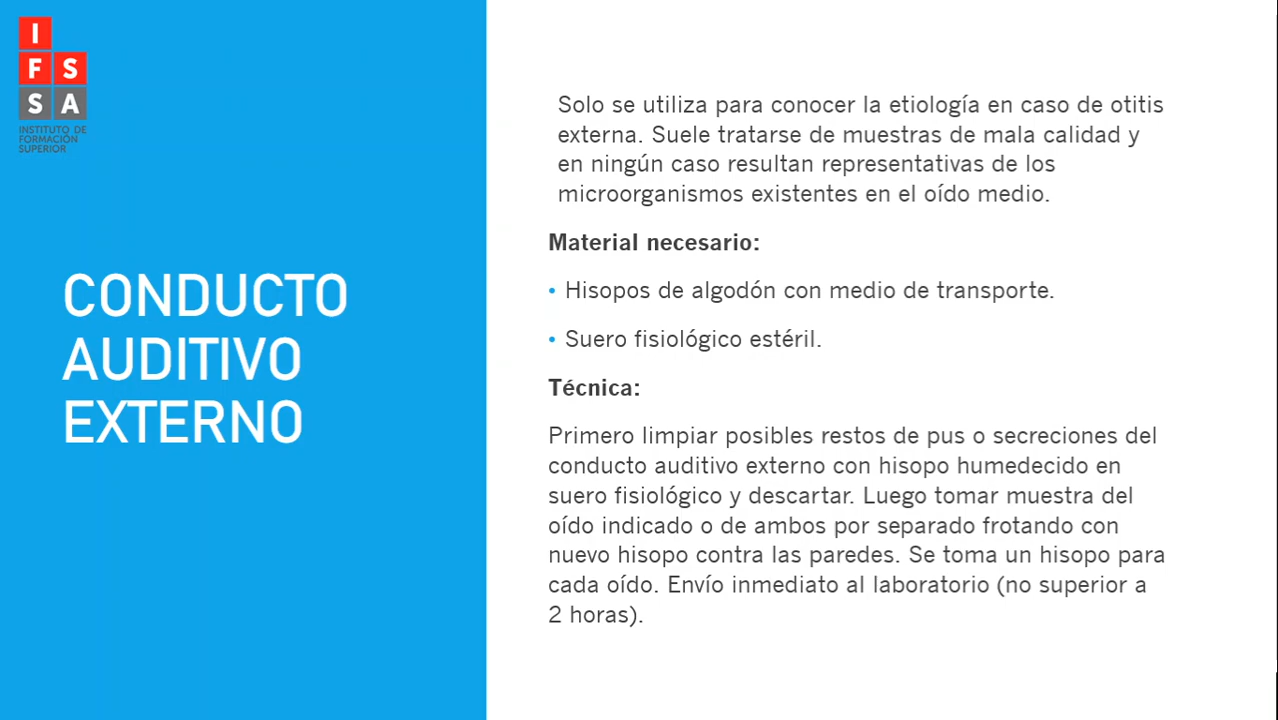 I
F S
S A
INSTITUTO DE
FORMACIÓN
SUPERIOR
CONDUCTO
AUDITIVO
EXTERNO
Solo se utiliza para conocer la etiología en caso de otitis
externa. Suele tratarse de muestras de mala calidad y
en ningún caso resultan representativas de los
microorganismos existentes en el oído medio.
Material necesario:
• Hisopos de algodón con medio de transporte.
• Suero fisiológico estéril.
Técnica:
Primero limpiar posibles restos de pus o secreciones del
conducto auditivo externo con hisopo humedecido en
suero fisiológico y descartar. Luego tomar muestra del
oído indicado o de ambos por separado frotando con
nuevo hisopo contra las paredes. Se toma un hisopo para
cada oído. Envío inmediato al laboratorio (no superior a
2 horas).